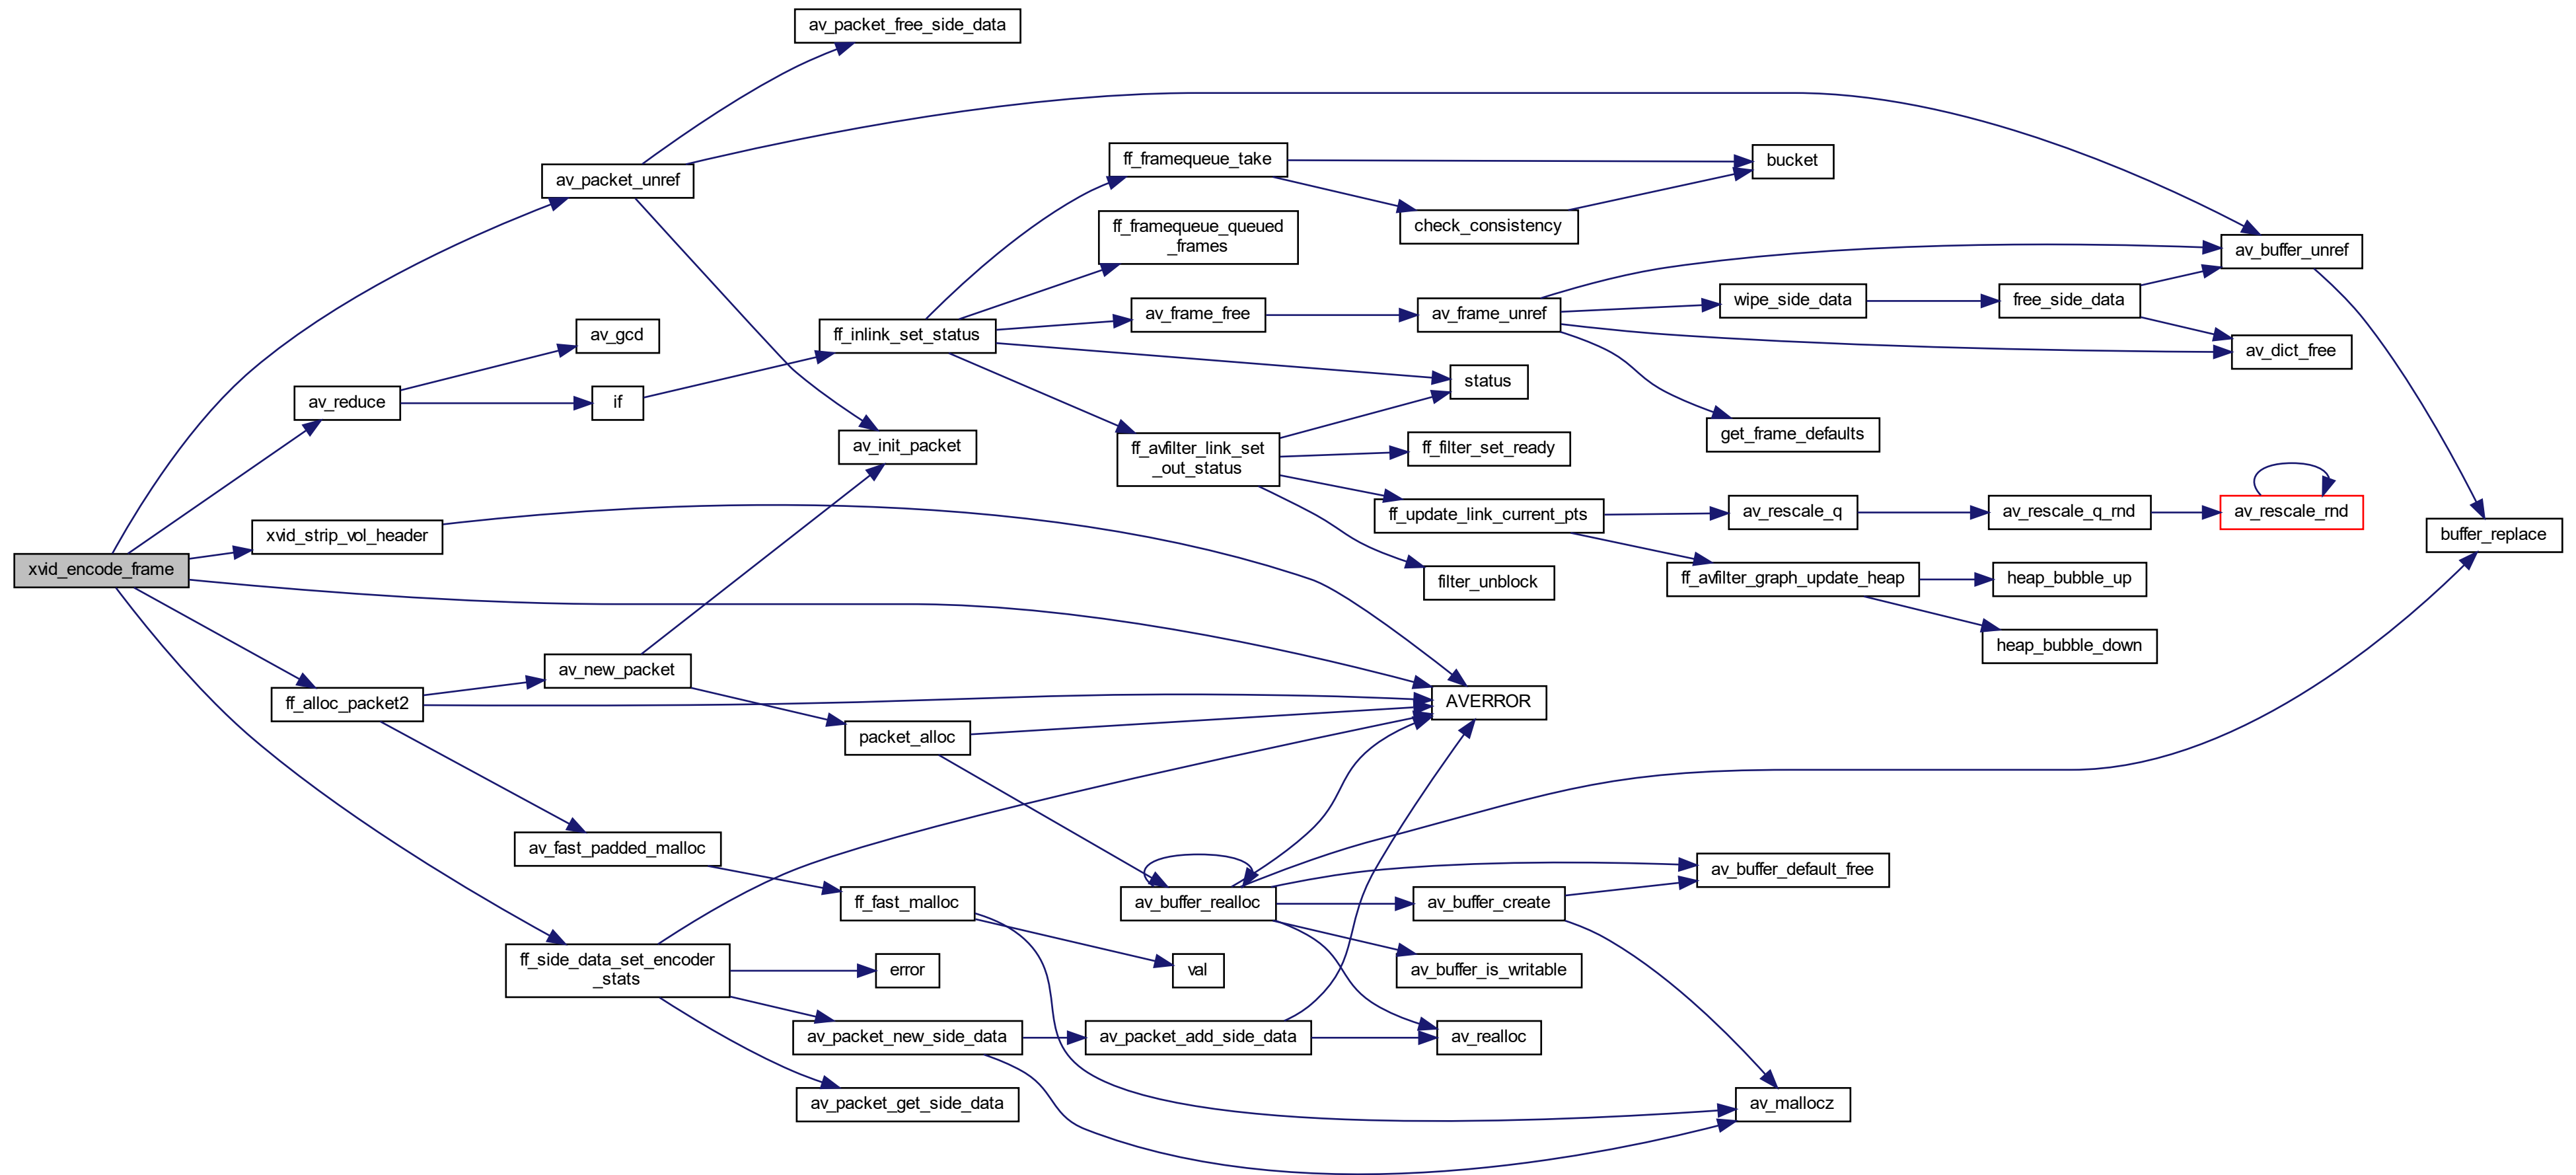 av_packet_free_side_data
av_packet_unref
ff_framequeue_take
bucket
check_consistency
ff_framequeue_queued
_frames
av_buffer_unref
wipe_side_data
free_side_data
av_frame_free
av_frame_unref
av_gcd
ff_inlink_set_status
av_dict_free
status
av_reduce
if
get_frame_defaults
av_init_packet
ff_avfilter_link_set
_out_status
ff_filter_set_ready
ff_update_link_current_pts
av_rescale_q
av_rescale_q_rnd
av_rescale_rnd
xvid_strip_vol_header
buffer_replace
xvid_encode_frame
filter_unblock
ff_avfilter_graph_update_heap
heap_bubble_up
heap_bubble_down
av_new_packet
ff_alloc_packet2
AVERROR
packet_alloc
av_fast_padded_malloc
av_buffer_default_free
ff_fast_malloc
av_buffer_realloc
av_buffer_create
ff_side_data_set_encoder
_stats
error
val
av_buffer_is_writable
av_packet_new_side_data
av_packet_add_side_data
av_realloc
av_packet_get_side_data
av_mallocz